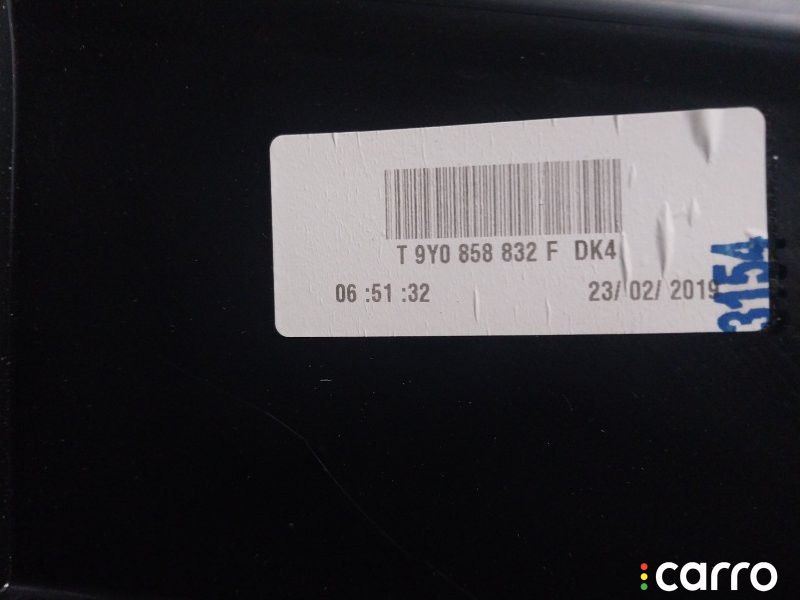 T 9Y0 858 832 F DK4
06 :51 :32 23/ 02/ 2019
3154
carro